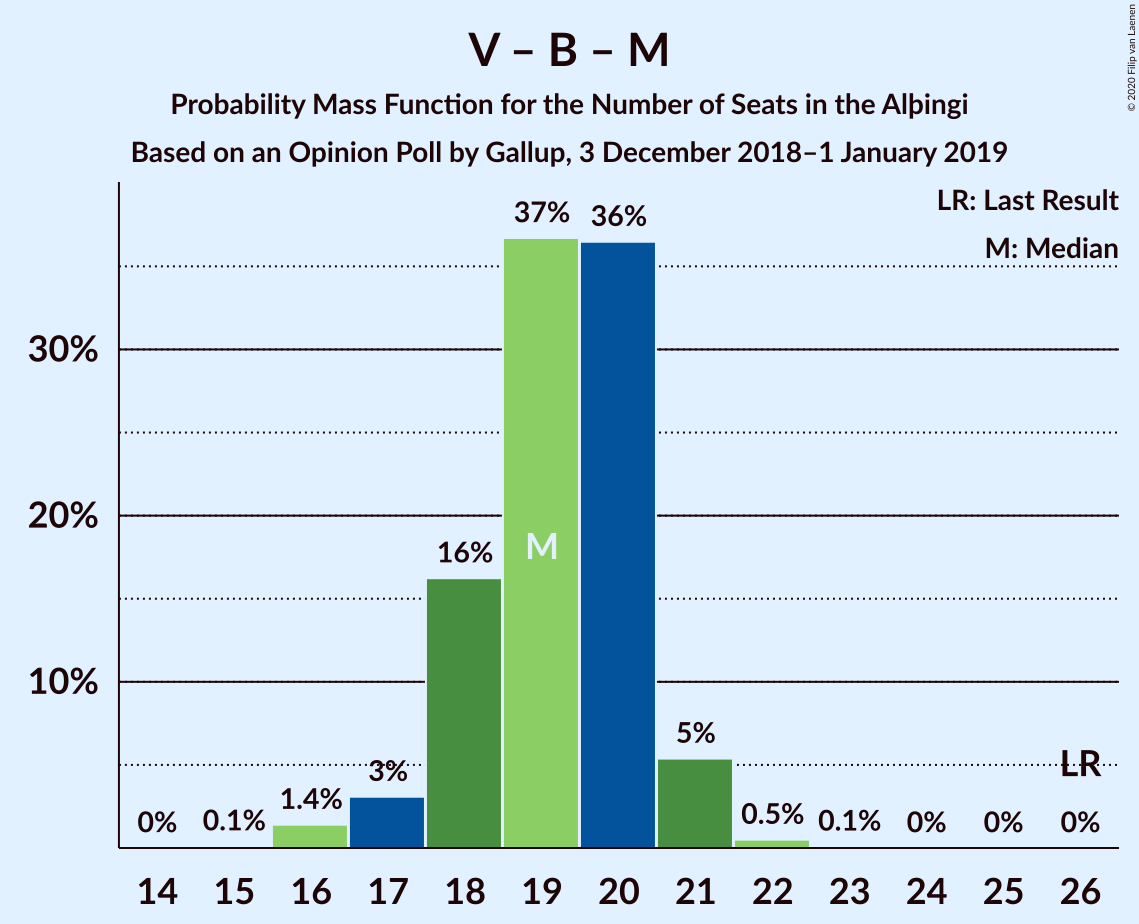 V – B – M
Probability Mass Function for the Number of Seats in the Alþingi
Based on an Opinion Poll by Gallup, 3 December 2018–1 January 2019
© 2020 Filip van Laenen
LR: Last Result
M: Median
37%
36%
30%
20%
16%
M
10%
5%
3%
LR
1.4%
0%
0.1%
0.5%
0.1%
0%
0%
0%
14 15 16 17 18 19 20 21 22 23 24 25 26